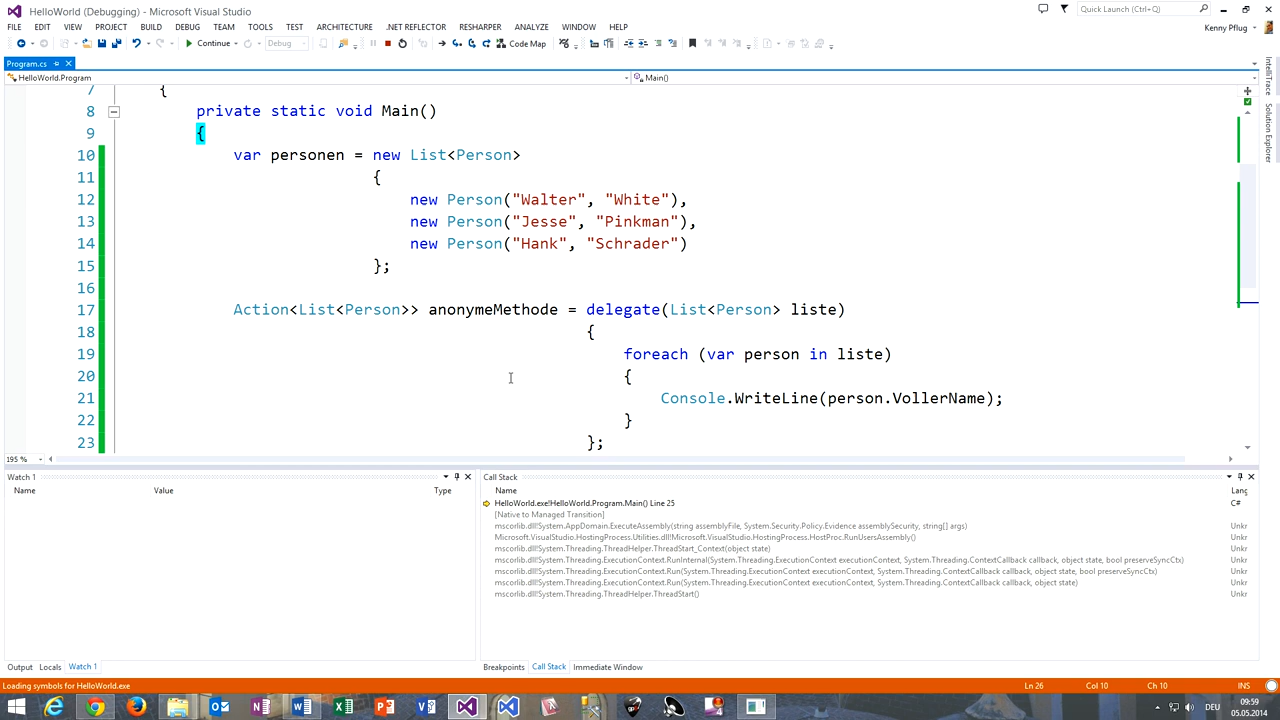 HelloWorld (Debugging) - Microsoft Visual Studio
Quick Launch (Ctrl+Q)
FILE EDIT VIEW PROJECT BUILD DEBUG TEAM TOOLS TEST ARCHITECTURE .NET REFLECTOR RESHARPER ANALYZE WINDOW HELP
Kenny Pflug
Continue Debug Code Map
Program.cs
HelloWorld.Program Main()
IntelliTrace
Solution Explorer
7 {
8 private static void Main()
9 {
10 var personen = new List<Person>
11 {
12 new Person("Walter", "White"),
13 new Person("Jesse", "Pinkman"),
14 new Person("Hank", "Schrader")
15 };
16
17 Action<List<Person>> anonymeMethode = delegate(List<Person> liste)
18 {
19 foreach (var person in liste)
20 {
21 Console.WriteLine(person.VollerName);
22 }
23 };
195 %
Watch 1
Name Value Type
Output Locals Watch 1
Call Stack
Name Lang
HelloWorld.exe!HelloWorld.Program.Main() Line 25 C#
[Native to Managed Transition]
mscorlib.dll!System.AppDomain.ExecuteAssembly(string assemblyFile, System.Security.Policy.Evidence assemblySecurity, string[] args) Unkr
Microsoft.VisualStudio.HostingProcess.Utilities.dll!Microsoft.VisualStudio.HostingProcess.HostProc.RunUsersAssembly() Unkr
mscorlib.dll!System.Threading.ThreadHelper.ThreadStart_Context(object state) Unkr
mscorlib.dll!System.Threading.ExecutionContext.RunInternal(System.Threading.ExecutionContext executionContext, System.Threading.ContextCallback callback, object state, bool preserveSyncCtx) Unkr
mscorlib.dll!System.Threading.ExecutionContext.Run(System.Threading.ExecutionContext executionContext, System.Threading.ContextCallback callback, object state, bool preserveSyncCtx) Unkr
mscorlib.dll!System.Threading.ExecutionContext.Run(System.Threading.ExecutionContext executionContext, System.Threading.ContextCallback callback, object state) Unkr
mscorlib.dll!System.Threading.ThreadHelper.ThreadStart() Unkr
Breakpoints Call Stack Immediate Window
Loading symbols for HelloWorld.exe Ln 26 Col 10 Ch 10 INS
DEU
09:59
05.05.2014